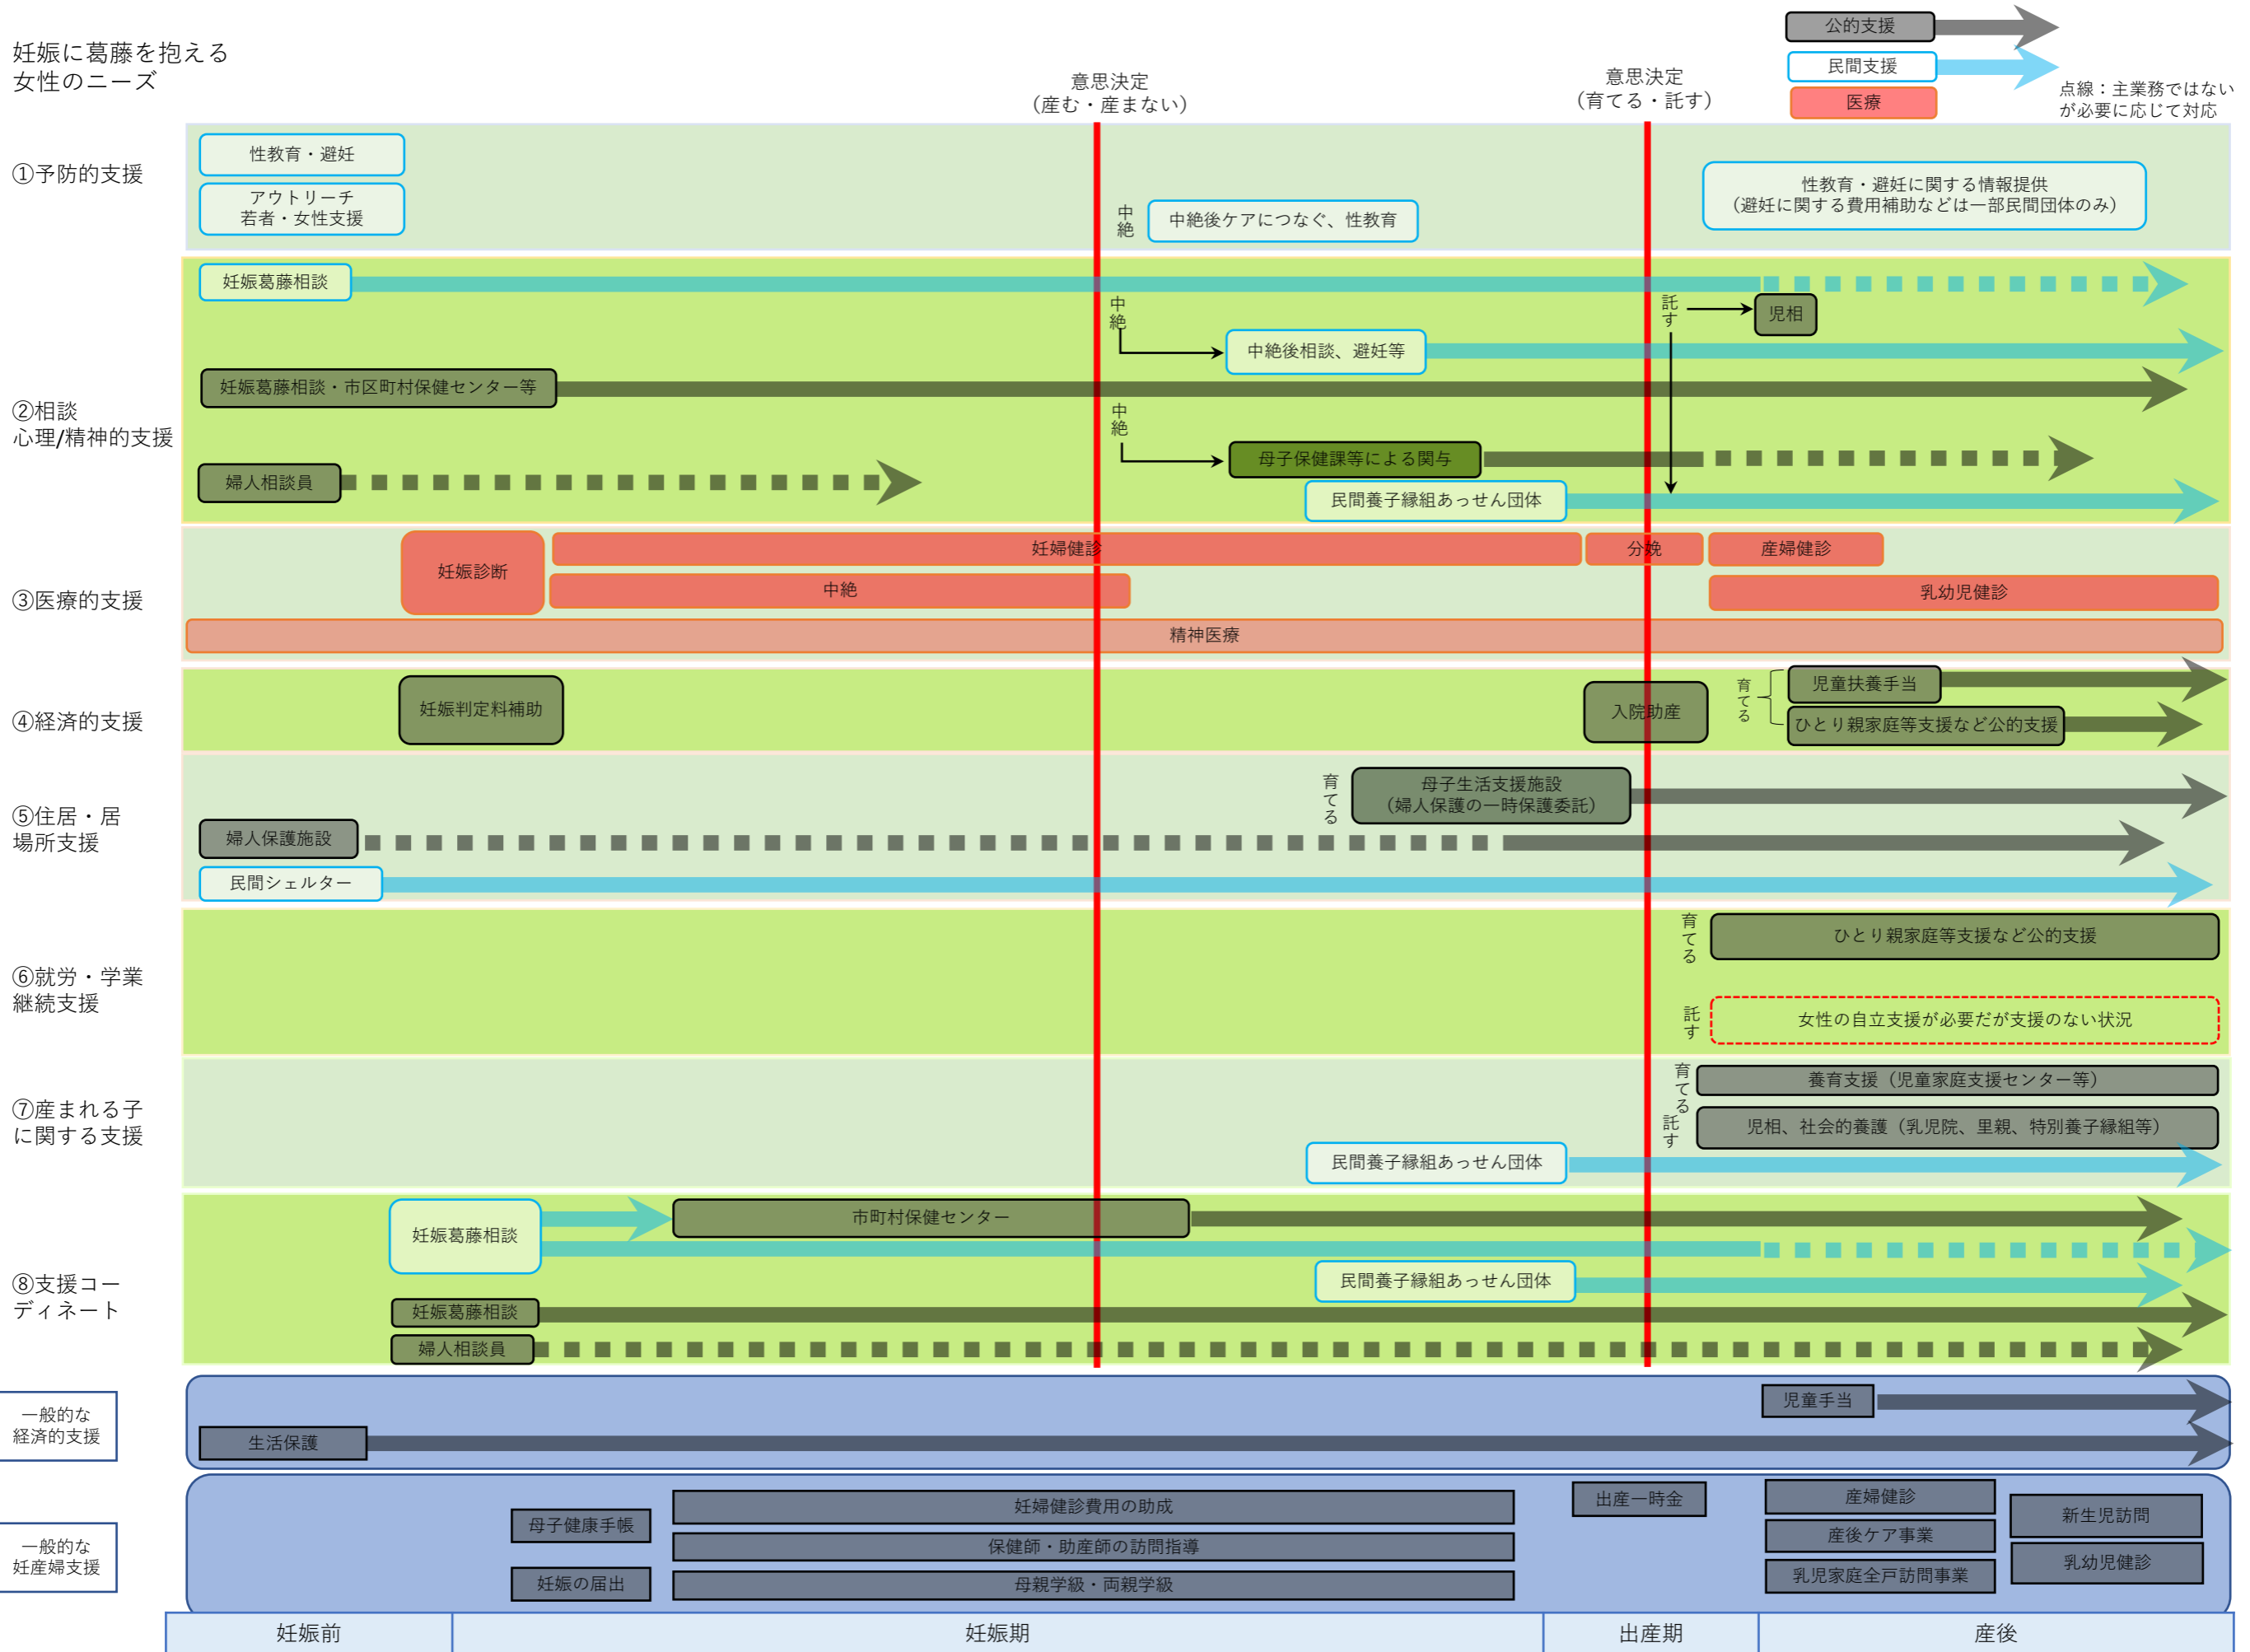 妊娠に葛藤を抱える
女性のニーズ
意思決定
(産む・産まない)
意思決定
(育てる・託す)
公的支援
民間支援
医療
点線：主業務ではない
が必要に応じて対応
①予防的支援
性教育・避妊
アウトリーチ
若者・女性支援
中絶
中絶後ケアにつなぐ、性教育
性教育・避妊に関する情報提供
(避妊に関する費用補助などは一部民間団体のみ)
②相談
心理/精神的支援
妊娠葛藤相談
中絶
中絶後相談、避妊等
託す
児相
妊娠葛藤相談・市区町村保健センター等
中絶
母子保健課等による関与
婦人相談員
民間養子縁組あっせん団体
③医療的支援
妊娠診断
妊婦健診
分娩
産婦健診
中絶
乳幼児健診
精神医療
④経済的支援
妊娠判定料補助
入院助産
育てる
児童扶養手当
ひとり親家庭等支援など公的支援
⑤住居・居
場所支援
育てる
母子生活支援施設
(婦人保護の一時保護委託)
婦人保護施設
民間シェルター
⑥就労・学業
継続支援
育てる
ひとり親家庭等支援など公的支援
託す
女性の自立支援が必要だが支援のない状況
⑦産まれる子
に関する支援
育てる
養育支援（児童家庭支援センター等）
託す
児相、社会的養護（乳児院、里親、特別養子縁組等）
民間養子縁組あっせん団体
⑧支援コー
ディネート
妊娠葛藤相談
市町村保健センター
民間養子縁組あっせん団体
妊娠葛藤相談
婦人相談員
一般的な
経済的支援
児童手当
生活保護
一般的な
妊産婦支援
母子健康手帳
妊娠の届出
妊婦健診費用の助成
保健師・助産師の訪問指導
母親学級・両親学級
出産一時金
産婦健診
産後ケア事業
乳児家庭全戸訪問事業
新生児訪問
乳幼児健診
妊娠前
妊娠期
出産期
産後